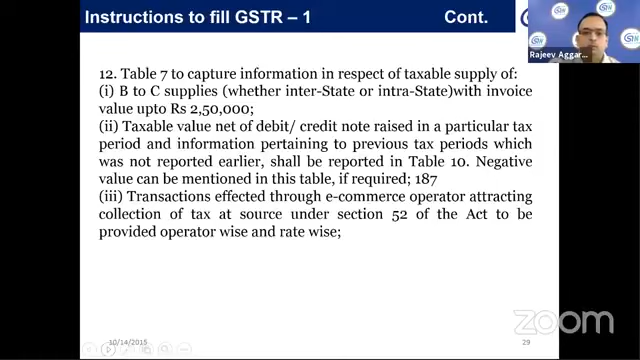 Instructions to fill GSTR – 1 Cont.
Rajeev Aggar...
12. Table 7 to capture information in respect of taxable supply of:
(i) B to C supplies (whether inter-State or intra-State)with invoice
value upto Rs 2,50,000;
(ii) Taxable value net of debit/ credit note raised in a particular tax
period and information pertaining to previous tax periods which
was not reported earlier, shall be reported in Table 10. Negative
value can be mentioned in this table, if required; 187
(iii) Transactions effected through e-commerce operator attracting
collection of tax at source under section 52 of the Act to be
provided operator wise and rate wise;
zoom
10/14/2015 29